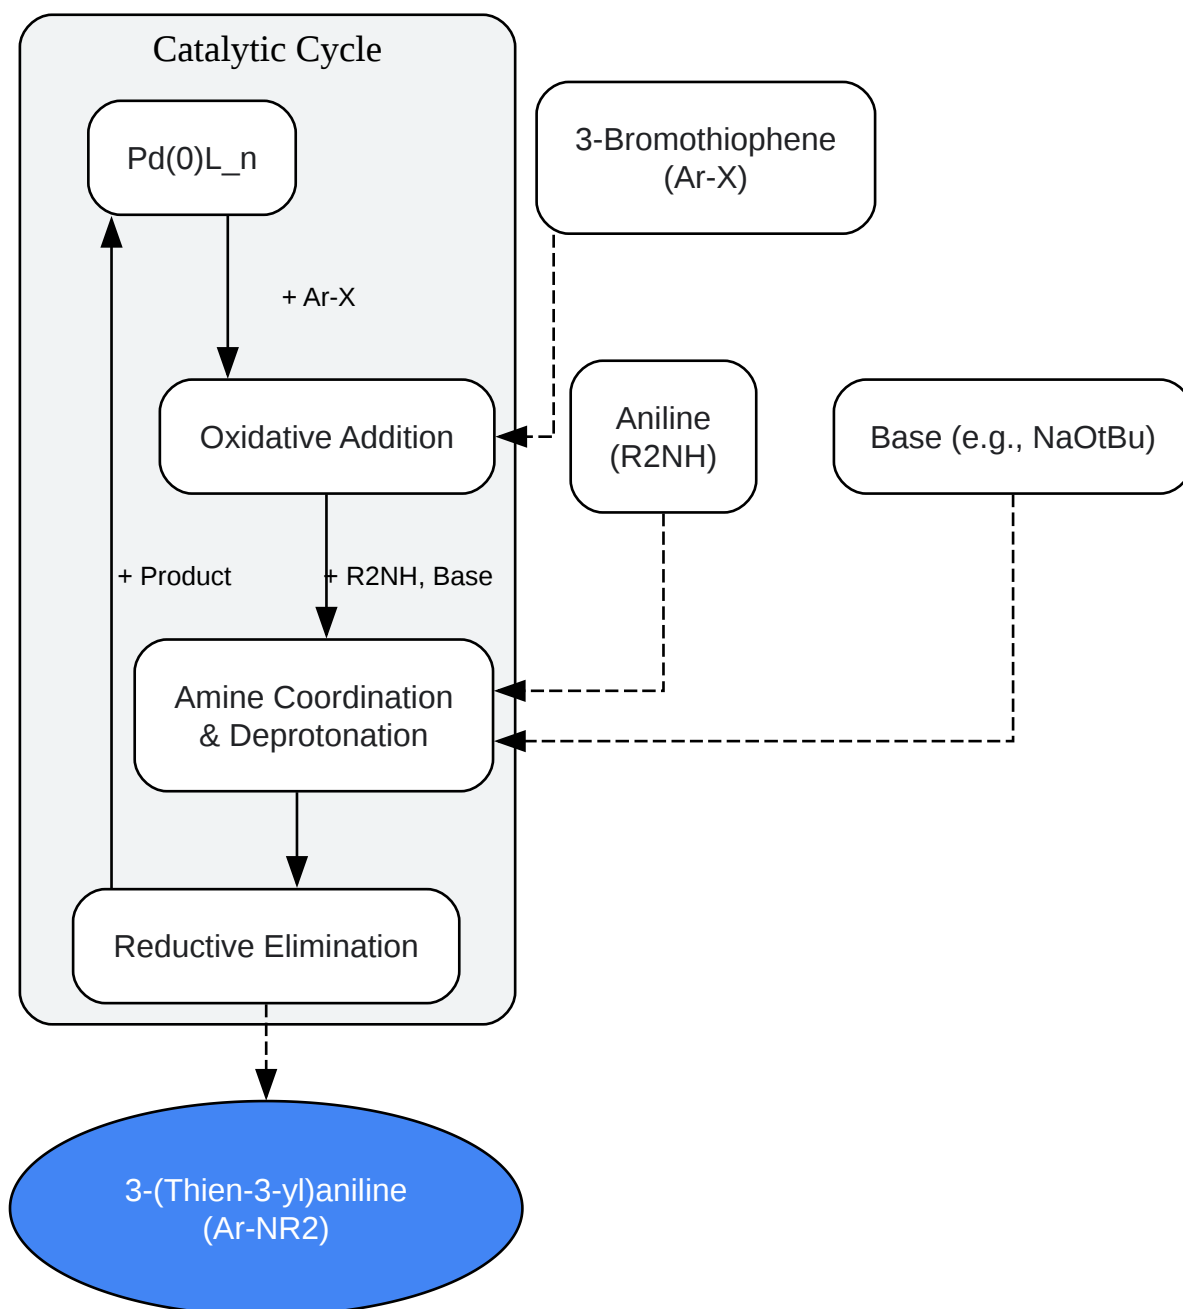 Catalytic Cycle
Pd(0)L_n
3-Bromothiophene
(Ar-X)
+ Ar-X
Oxidative Addition
Aniline
(R2NH)
Base (e.g., NaOtBu)
+ Product
+ R2NH, Base
Amine Coordination
& Deprotonation
Reductive Elimination
3-(Thien-3-yl)aniline
(Ar-NR2)